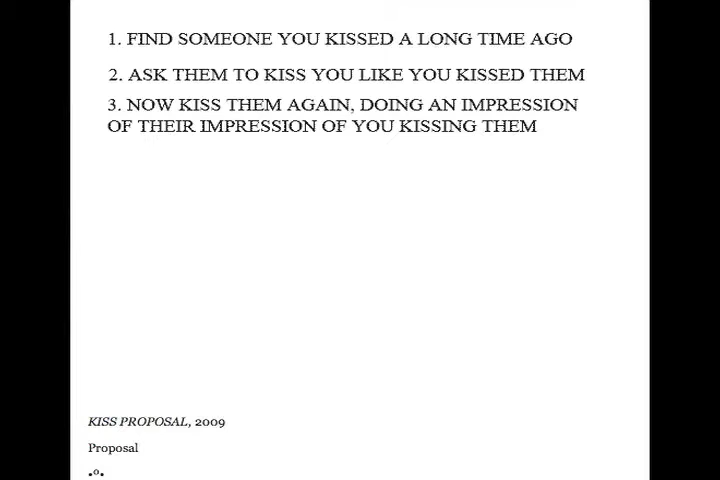 1. FIND SOMEONE YOU KISSED A LONG TIME AGO
2. ASK THEM TO KISS YOU LIKE YOU KISSED THEM
3. NOW KISS THEM AGAIN, DOING AN IMPRESSION
OF THEIR IMPRESSION OF YOU KISSING THEM
KISS PROPOSAL, 2009
Proposal
•o•